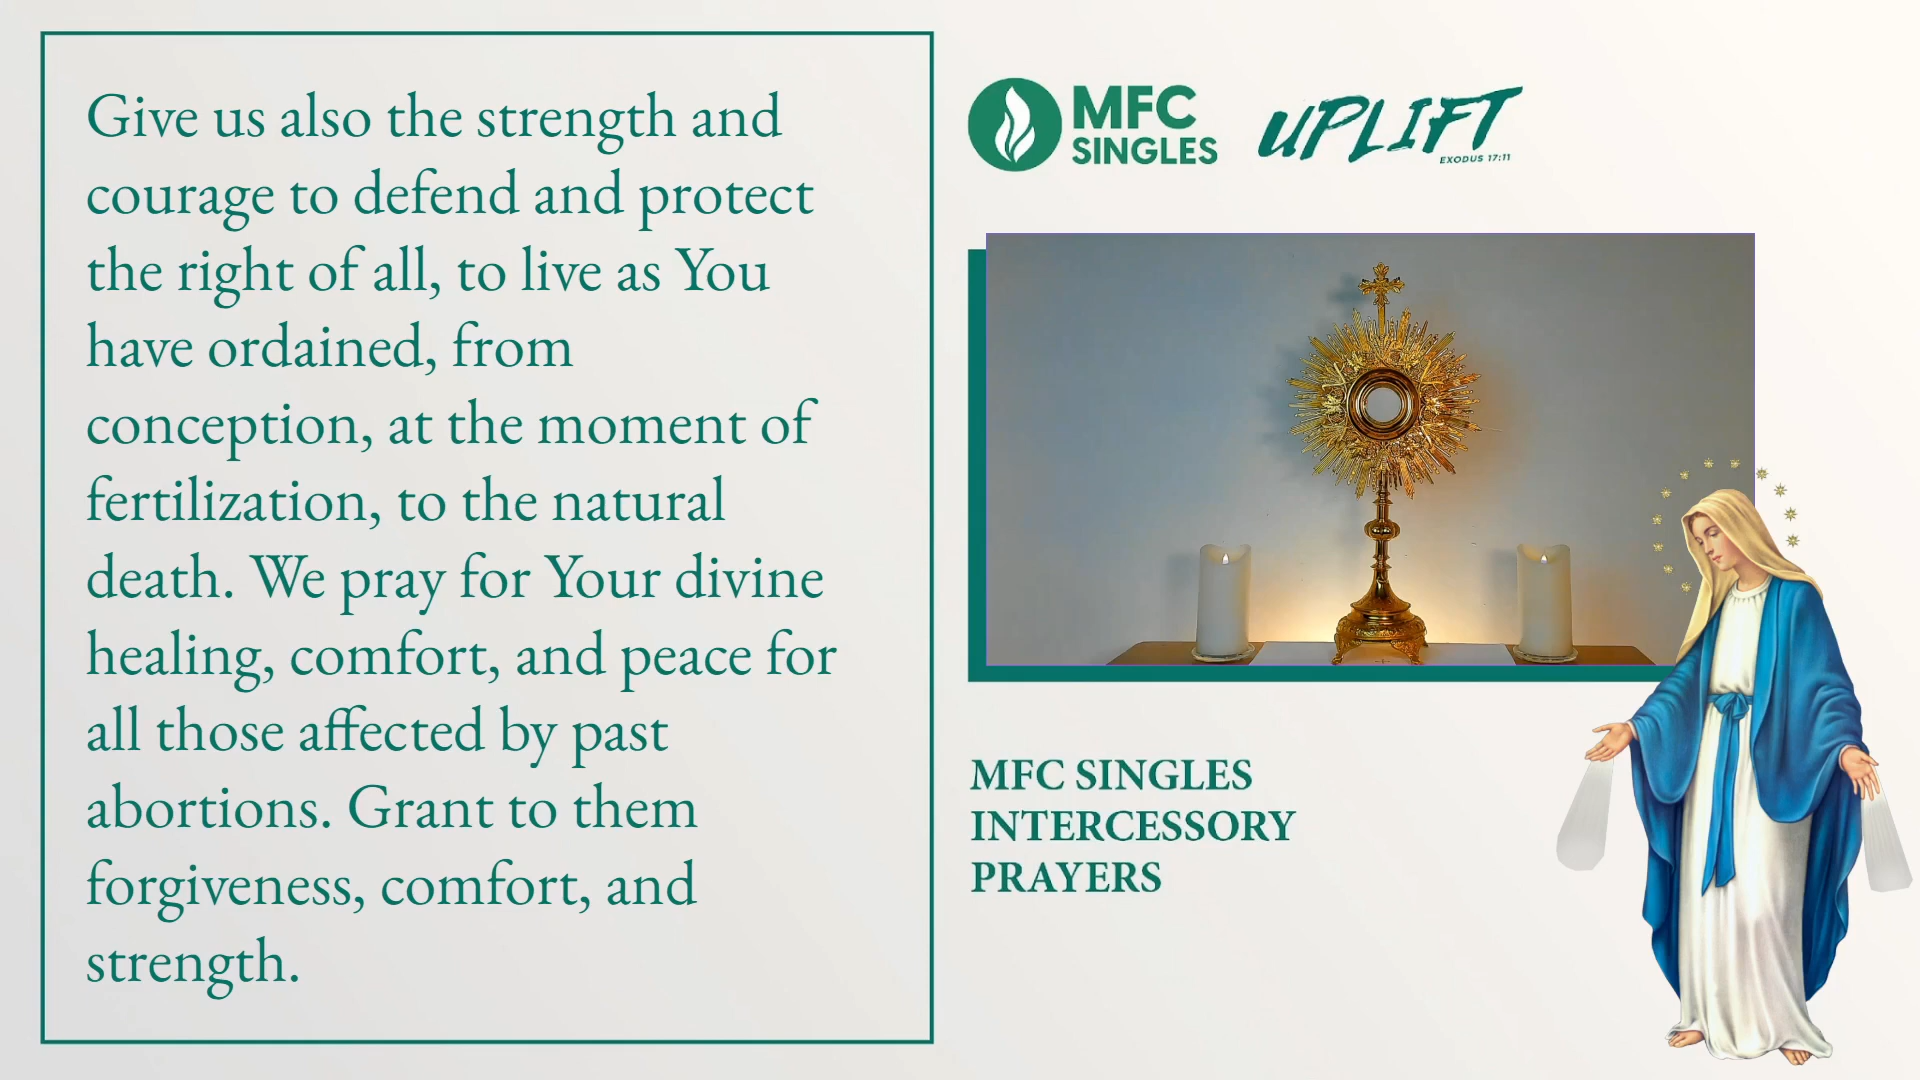 Give us also the strength and
courage to defend and protect
the right of all, to live as You
have ordained, from
conception, at the moment of
fertilization, to the natural
death. We pray for Your divine
healing, comfort, and peace for
all those affected by past
abortions. Grant to them
forgiveness, comfort, and
strength.
MFC
SINGLES
UPLIFT
EXODUS 17:11
MFC SINGLES
INTERCESSORY
PRAYERS